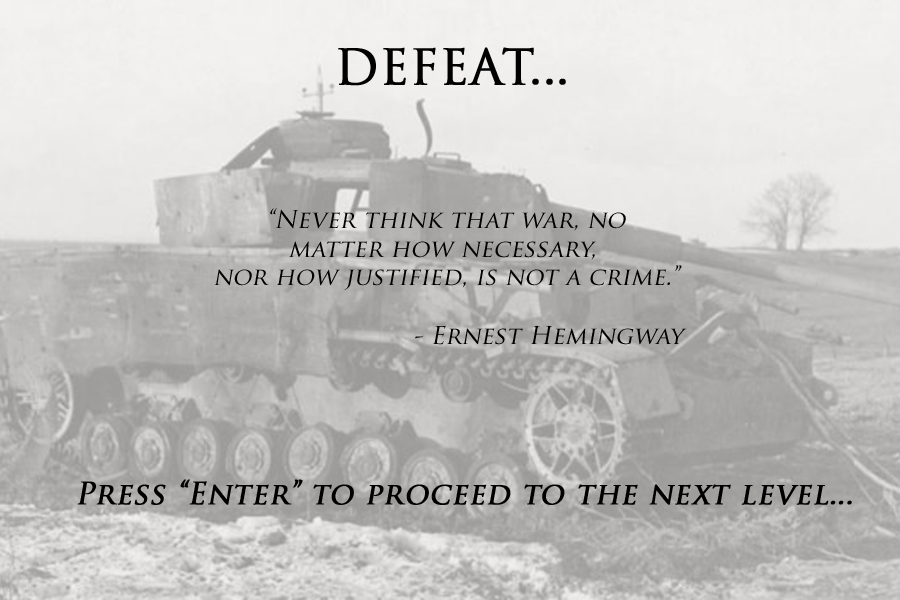 DEFEAT...
“NEVER THINK THAT WAR, NO
MATTER HOW NECESSARY,
NOR HOW JUSTIFIED, IS NOT A CRIME.”
- ERNEST HEMINGWAY
PRESS “ENTER” TO PROCEED TO THE NEXT LEVEL...